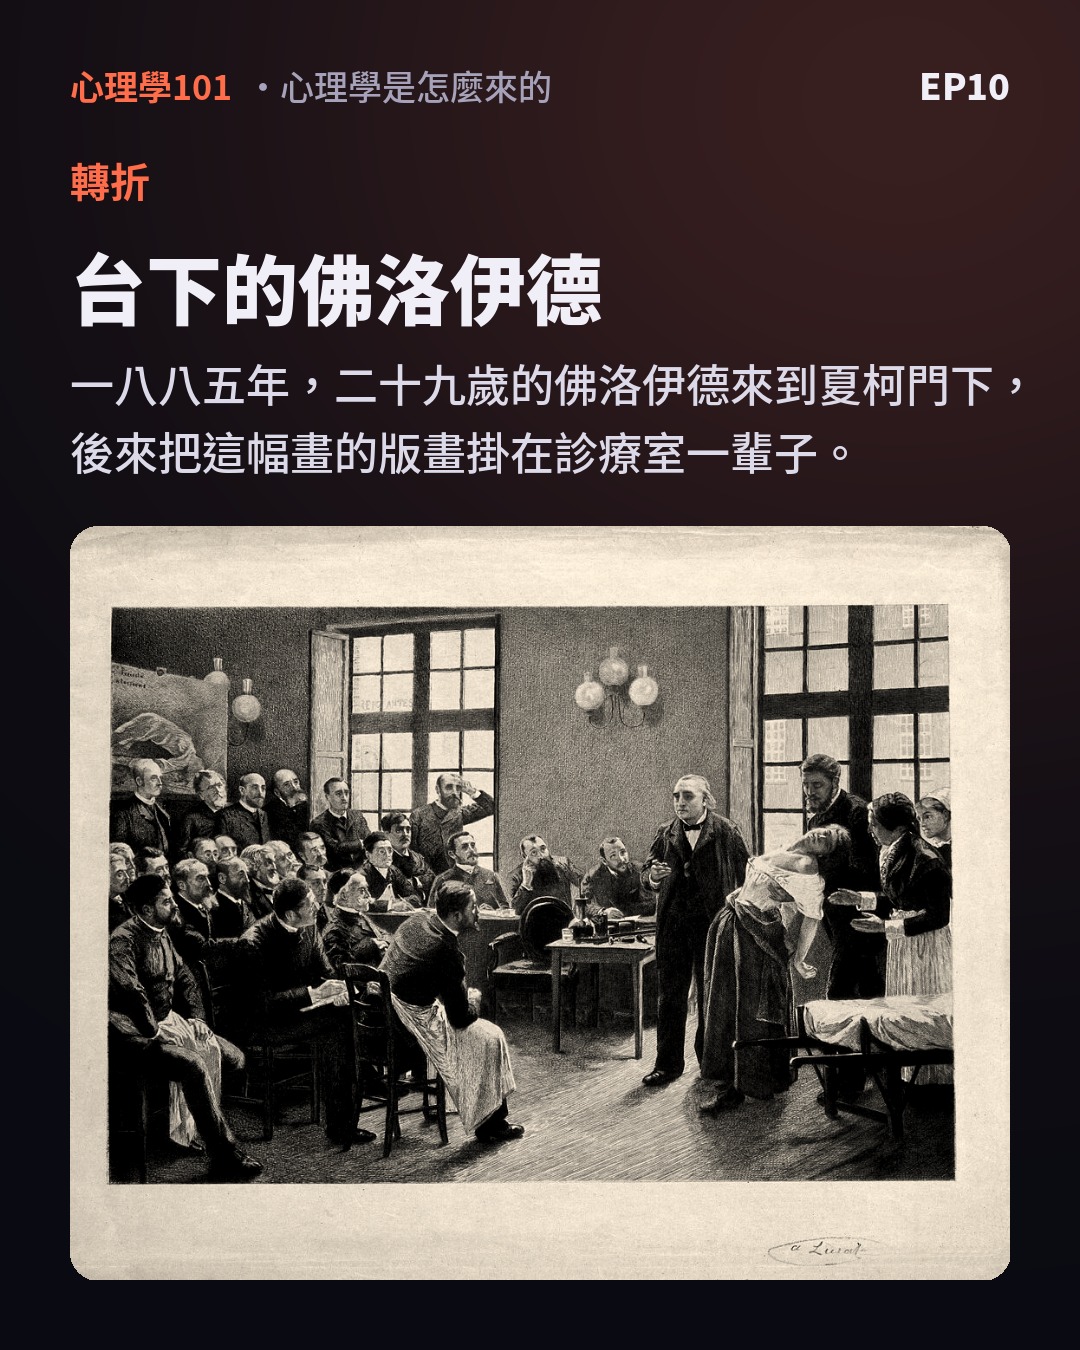 心理學101 ・心理學是怎麼來的
EP10
轉折
台下的佛洛伊德
一八八五年，二十九歲的佛洛伊德來到夏柯門下，
後來把這幅畫的版畫掛在診療室一輩子。